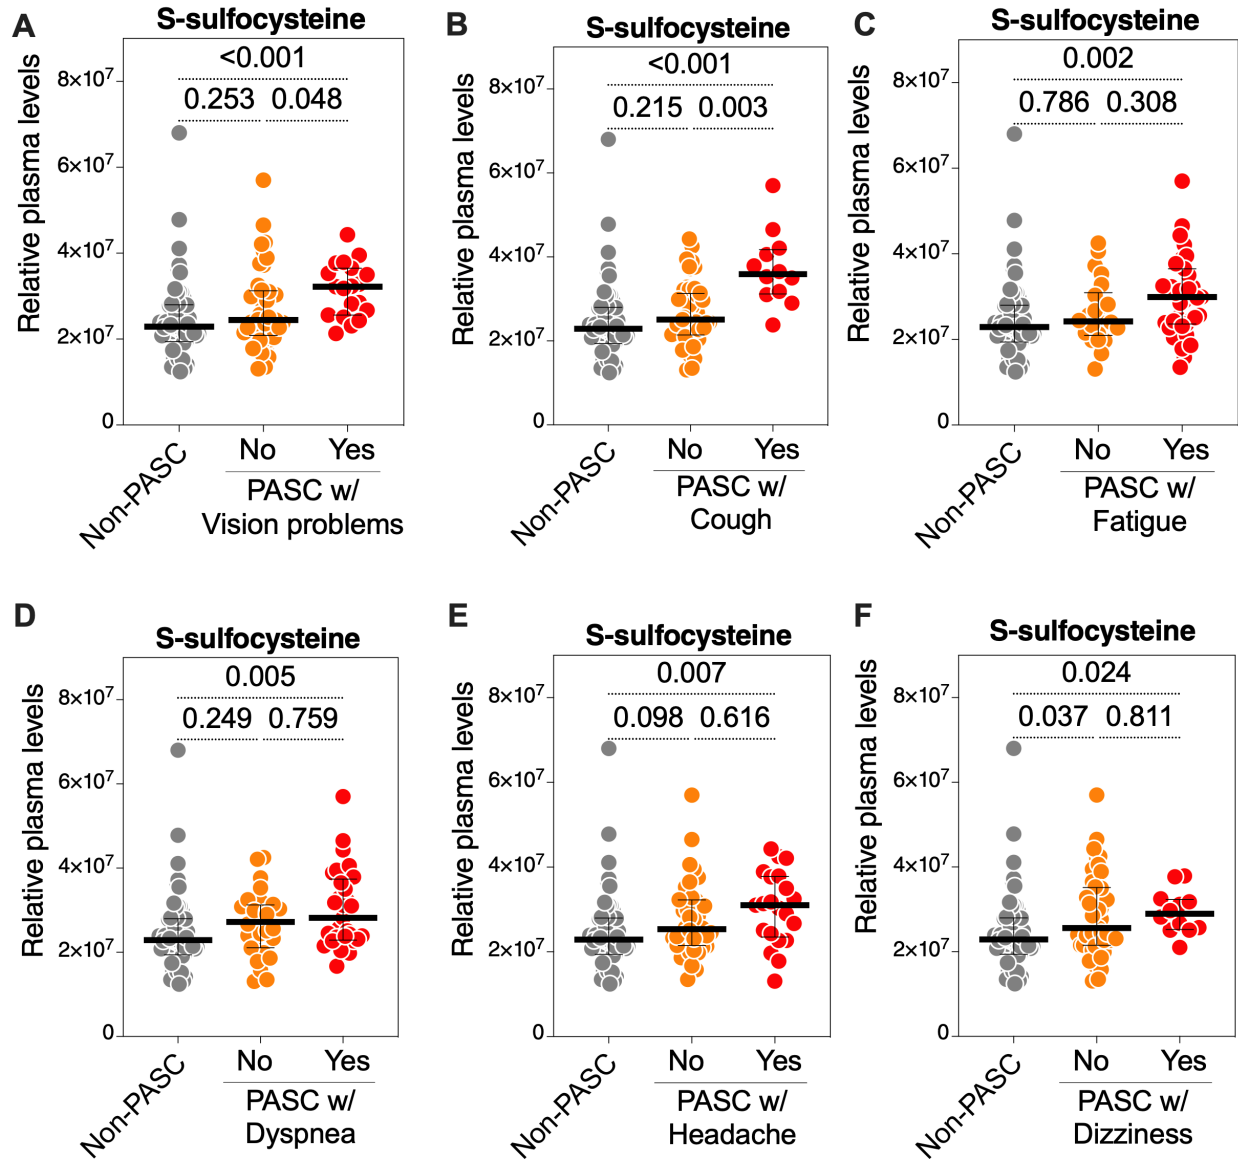 A
S-sulfocysteine
Relative plasma levels
8×10⁷
6×10⁷
4×10⁷
2×10⁷
0
<0.001
0.253 0.048
Non-PASC
No Yes
PASC w/
Vision problems
B
S-sulfocysteine
Relative plasma levels
8×10⁷
6×10⁷
4×10⁷
2×10⁷
0
<0.001
0.215 0.003
Non-PASC
No Yes
PASC w/
Cough
C
S-sulfocysteine
Relative plasma levels
8×10⁷
6×10⁷
4×10⁷
2×10⁷
0
0.002
0.786 0.308
Non-PASC
No Yes
PASC w/
Fatigue
D
S-sulfocysteine
Relative plasma levels
8×10⁷
6×10⁷
4×10⁷
2×10⁷
0
0.005
0.249 0.759
Non-PASC
No Yes
PASC w/
Dyspnea
E
S-sulfocysteine
Relative plasma levels
8×10⁷
6×10⁷
4×10⁷
2×10⁷
0
0.007
0.098 0.616
Non-PASC
No Yes
PASC w/
Headache
F
S-sulfocysteine
Relative plasma levels
8×10⁷
6×10⁷
4×10⁷
2×10⁷
0
0.024
0.037 0.811
Non-PASC
No Yes
PASC w/
Dizziness